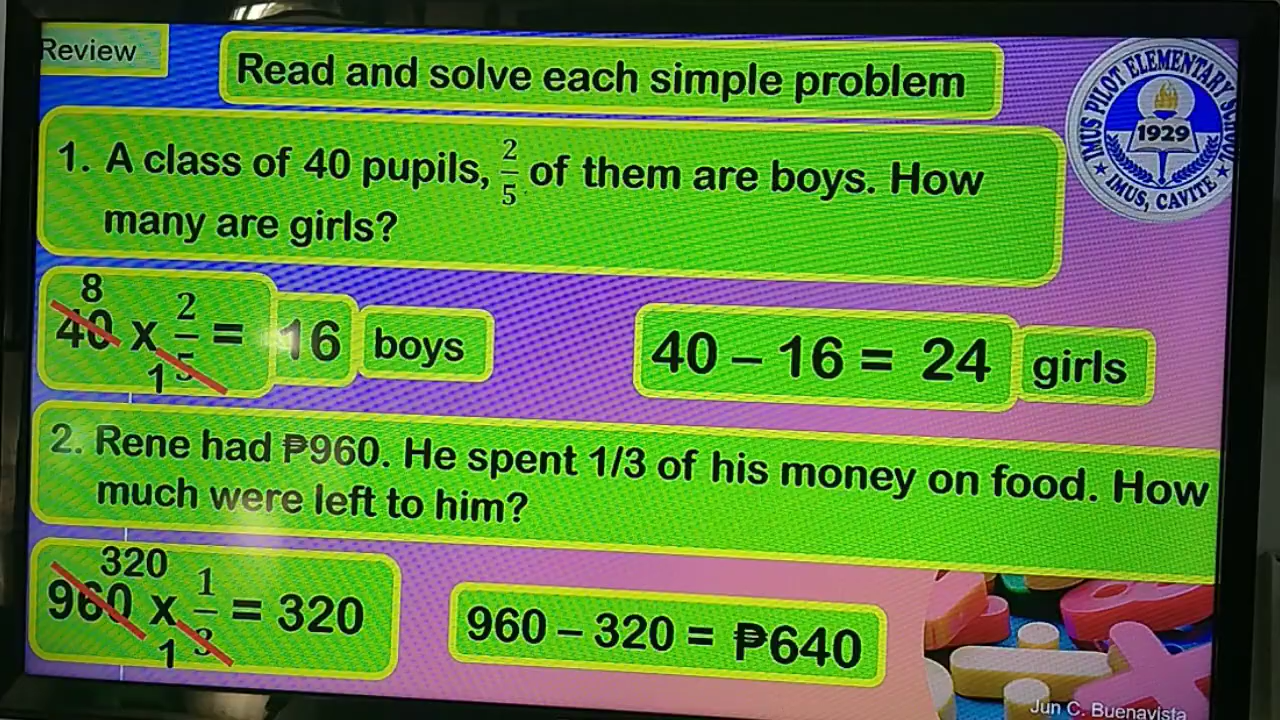 Review
Read and solve each simple problem
IMUS PILOT ELEMENTARY SCHOOL
1929
★ IMUS, CAVITE ★
1. A class of 40 pupils, 2/5 of them are boys. How
many are girls?
8
40 x 2/5 = 16 boys
1
40 – 16 = 24 girls
2. Rene had ₱960. He spent 1/3 of his money on food. How
much were left to him?
320
960 x 1/3 = 320
1
960 – 320 = ₱640
Jun C. Buenavista